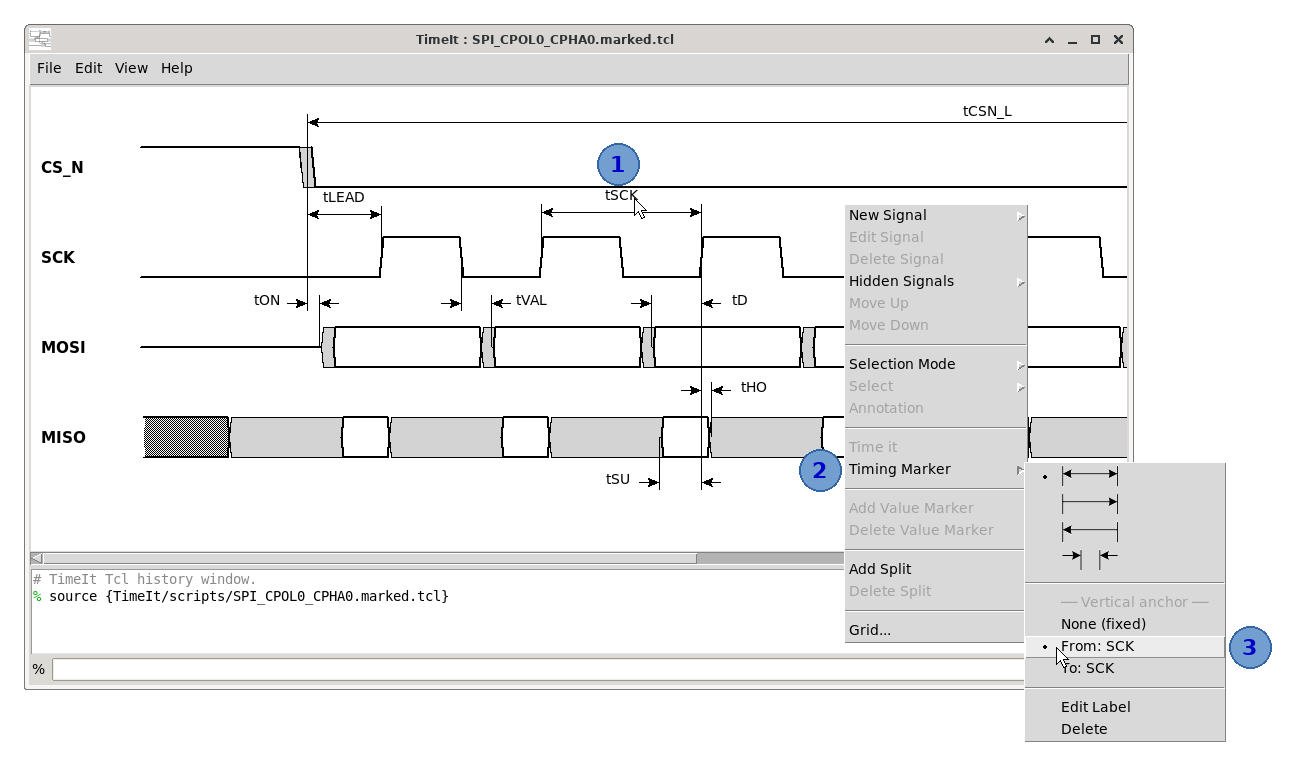 TimeIt : SPI_CPOL0_CPHA0.marked.tcl
File Edit View Help
tCSN_L
1
CS_N
tLEAD
tSCK
SCK
tON
tVAL
tD
MOSI
tHO
MISO
tSU
New Signal
Edit Signal
Delete Signal
Hidden Signals
Move Up
Move Down
Selection Mode
Select
Annotation
Time it
2
Timing Marker
Add Value Marker
Delete Value Marker
Add Split
Delete Split
Grid...
Vertical anchor
None (fixed)
From: SCK
3
To: SCK
Edit Label
Delete
# TimeIt Tcl history window.
% source {TimeIt/scripts/SPI_CPOL0_CPHA0.marked.tcl}
%